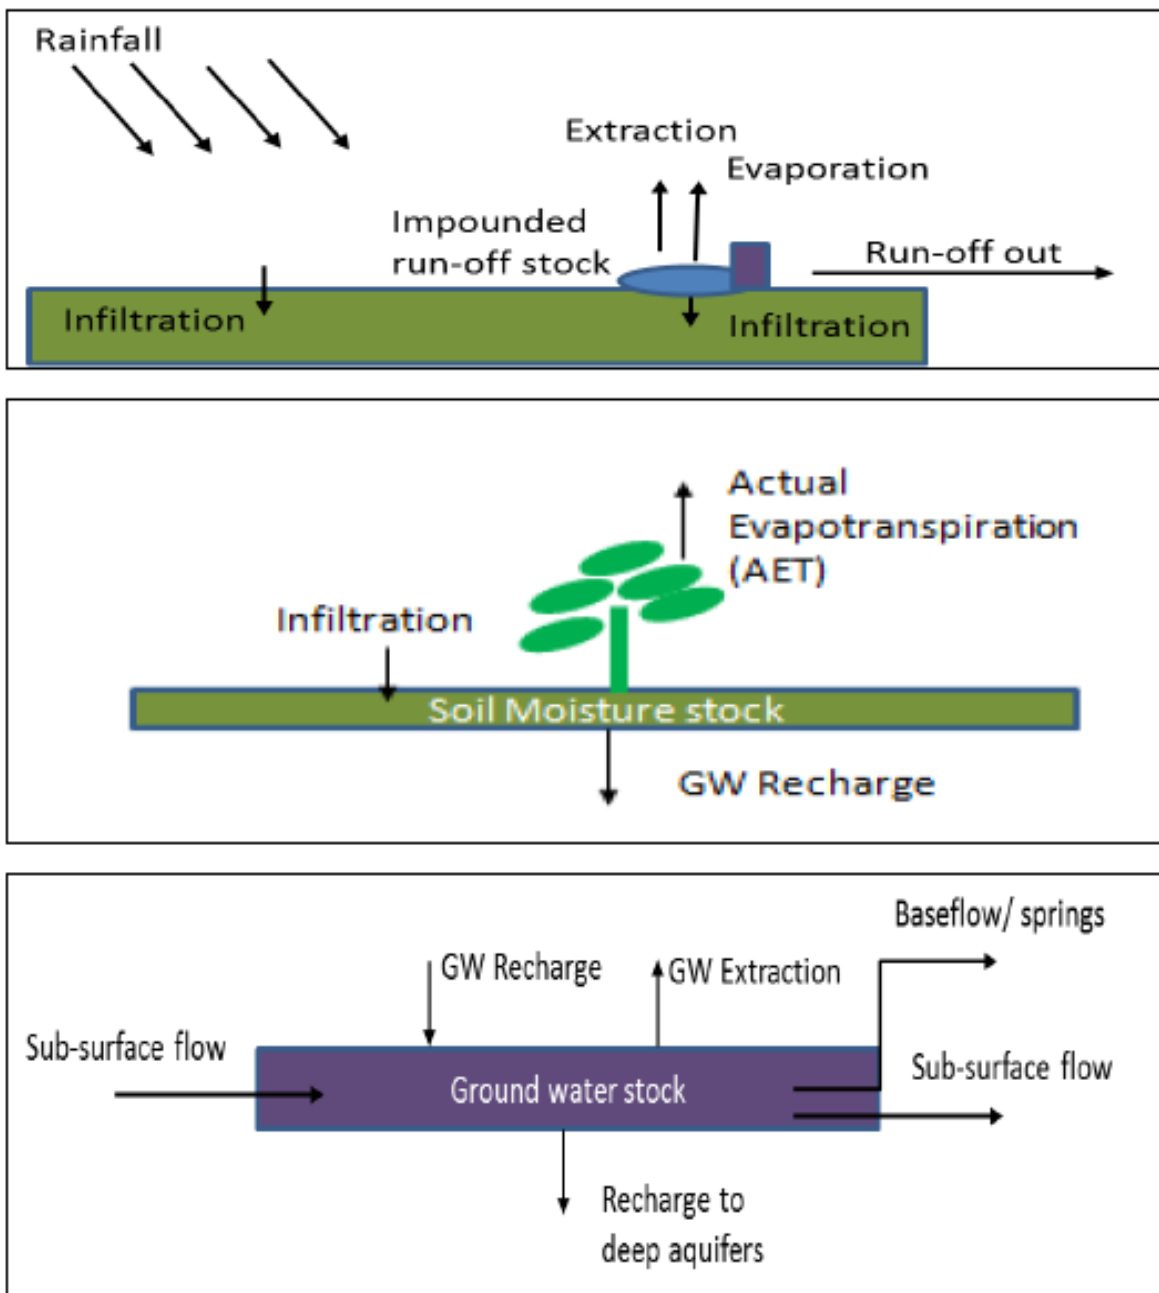 Rainfall
Extraction
Evaporation
Impounded
run-off stock
Run-off out
Infiltration
Infiltration
Actual
Evapotranspiration
(AET)
Infiltration
Soil Moisture stock
GW Recharge
Baseflow/ springs
GW Recharge
GW Extraction
Sub-surface flow
Sub-surface flow
Ground water stock
Recharge to
deep aquifers